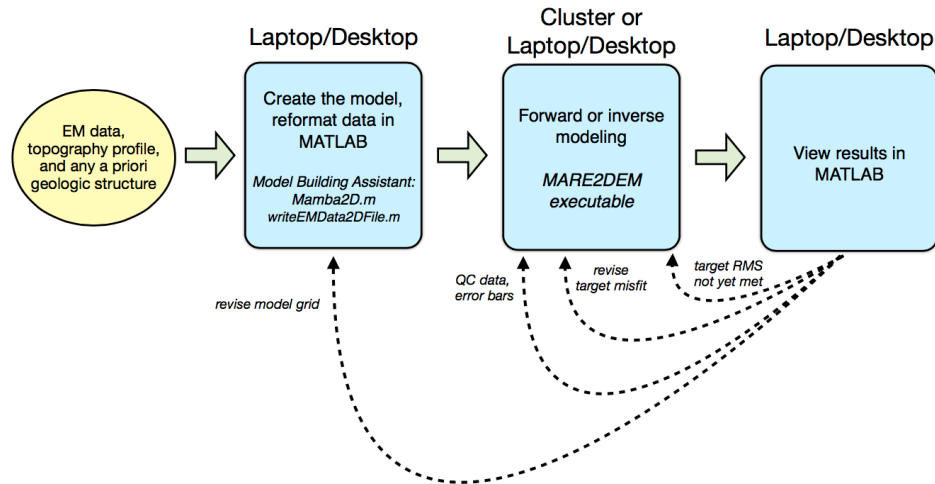 EM data,
topography profile,
and any a priori
geologic structure
Laptop/Desktop
Create the model,
reformat data in
MATLAB
Model Building Assistant:
Mamba2D.m
writeEMData2DFile.m
Cluster or
Laptop/Desktop
Forward or inverse
modeling
MARE2DEM
executable
Laptop/Desktop
View results in
MATLAB
revise model grid
QC data,
error bars
revise
target misfit
target RMS
not yet met